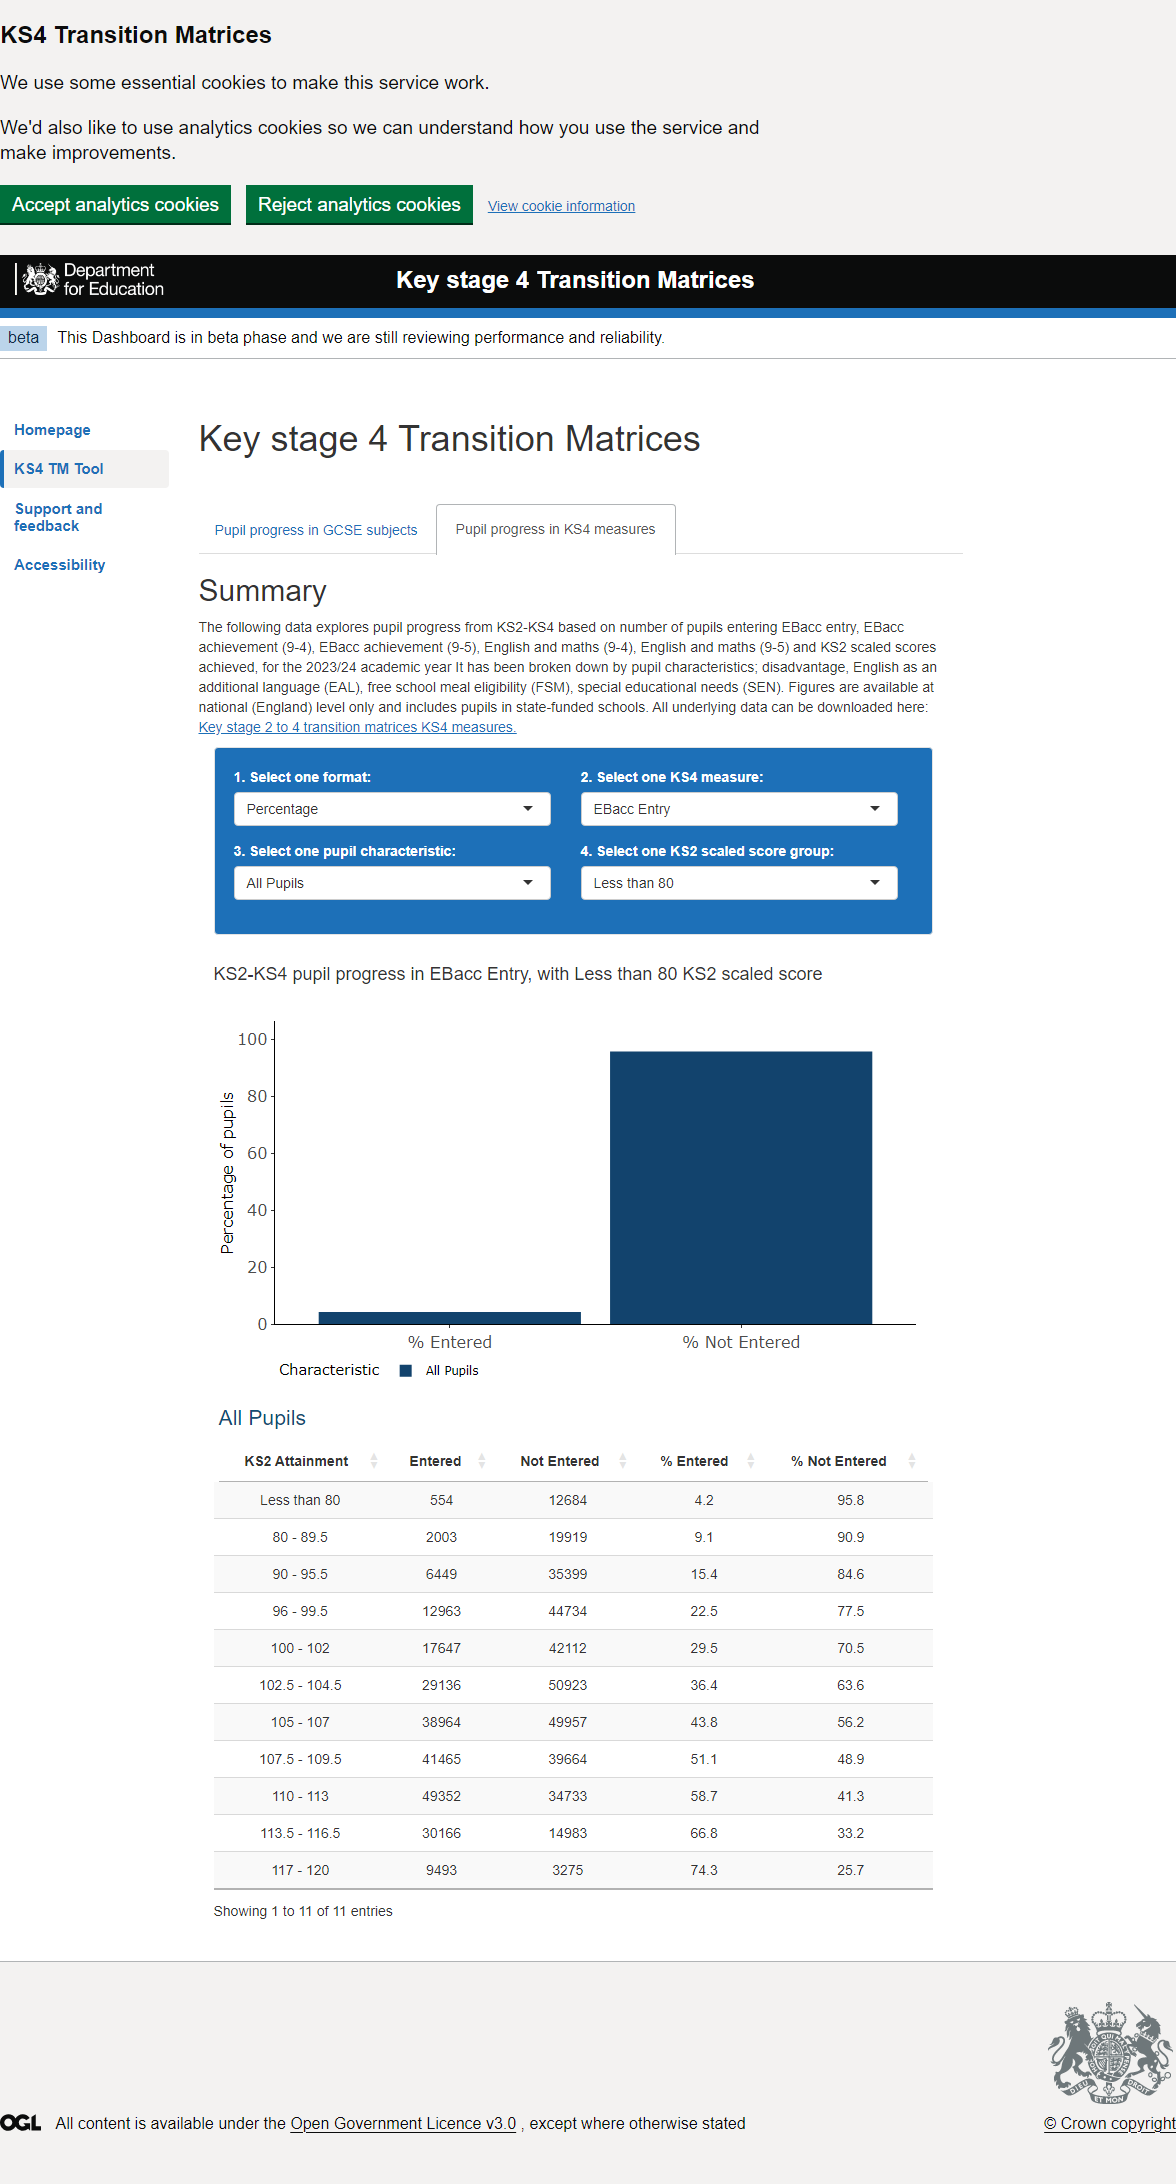 KS4 Transition Matrices
We use some essential cookies to make this service work.
We'd also like to use analytics cookies so we can understand how you use the service and
make improvements.
Accept analytics cookies Reject analytics cookies View cookie information
Department
for Education
Key stage 4 Transition Matrices
beta This Dashboard is in beta phase and we are still reviewing performance and reliability.
Homepage
KS4 TM Tool
Support and
feedback
Accessibility
Key stage 4 Transition Matrices
Pupil progress in GCSE subjects Pupil progress in KS4 measures
Summary
The following data explores pupil progress from KS2-KS4 based on number of pupils entering EBacc entry, EBacc
achievement (9-4), EBacc achievement (9-5), English and maths (9-4), English and maths (9-5) and KS2 scaled scores
achieved, for the 2023/24 academic year It has been broken down by pupil characteristics; disadvantage, English as an
additional language (EAL), free school meal eligibility (FSM), special educational needs (SEN). Figures are available at
national (England) level only and includes pupils in state-funded schools. All underlying data can be downloaded here:
Key stage 2 to 4 transition matrices KS4 measures.
1. Select one format: 2. Select one KS4 measure:
Percentage EBacc Entry
3. Select one pupil characteristic: 4. Select one KS2 scaled score group:
All Pupils Less than 80
KS2-KS4 pupil progress in EBacc Entry, with Less than 80 KS2 scaled score
Percentage of pupils
100
80
60
40
20
0
% Entered % Not Entered
Characteristic All Pupils
All Pupils
KS2 Attainment Entered Not Entered % Entered % Not Entered
Less than 80 554 12684 4.2 95.8
80 - 89.5 2003 19919 9.1 90.9
90 - 95.5 6449 35399 15.4 84.6
96 - 99.5 12963 44734 22.5 77.5
100 - 102 17647 42112 29.5 70.5
102.5 - 104.5 29136 50923 36.4 63.6
105 - 107 38964 49957 43.8 56.2
107.5 - 109.5 41465 39664 51.1 48.9
110 - 113 49352 34733 58.7 41.3
113.5 - 116.5 30166 14983 66.8 33.2
117 - 120 9493 3275 74.3 25.7
Showing 1 to 11 of 11 entries
OGL All content is available under the Open Government Licence v3.0 , except where otherwise stated
© Crown copyright